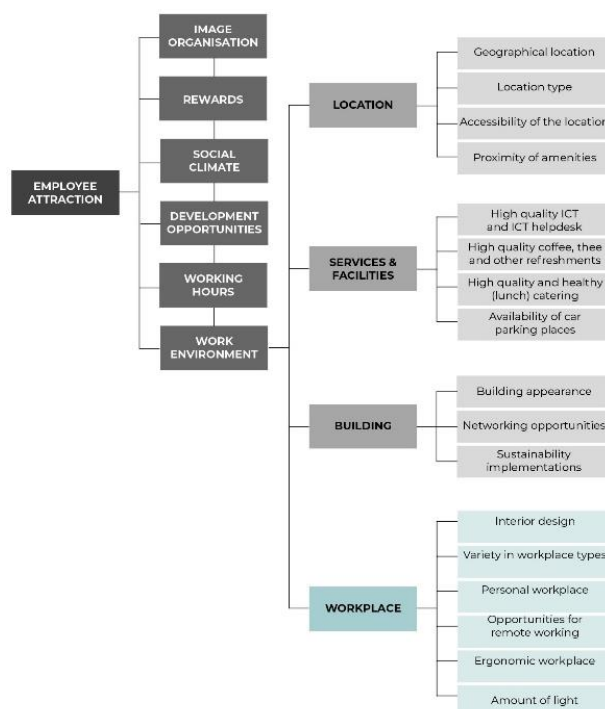 EMPLOYEE
ATTRACTION
IMAGE
ORGANISATION
REWARDS
SOCIAL
CLIMATE
DEVELOPMENT
OPPORTUNITIES
WORKING
HOURS
WORK
ENVIRONMENT
LOCATION
Geographical location
Location type
Accessibility of the location
Proximity of amenities
SERVICES &
FACILITIES
High quality ICT
and ICT helpdesk
High quality coffee, thee
and other refreshments
High quality and healthy
(lunch) catering
Availability of car
parking places
BUILDING
Building appearance
Networking opportunities
Sustainability
implementations
WORKPLACE
Interior design
Variety in workplace types
Personal workplace
Opportunities for
remote working
Ergonomic workplace
Amount of light